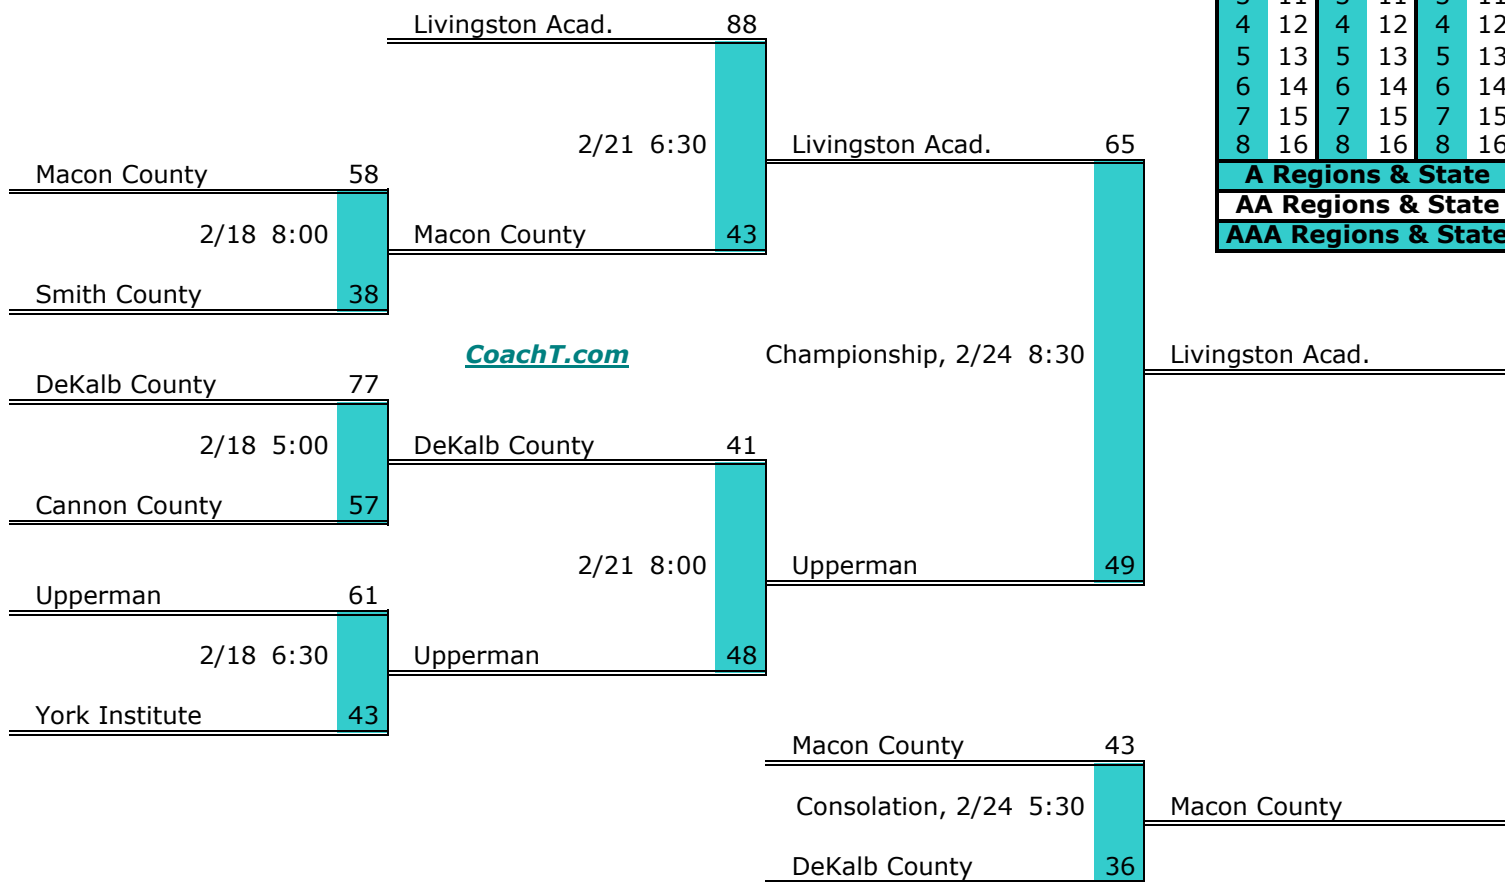 Livingston Acad. 88
4 12 4 12 4 12
5 13 5 13 5 13
6 14 6 14 6 14
7 15 7 15 7 15
2/21 6:30 Livingston Acad. 65 8 16 8 16 8 16
Macon County 58 A Regions & State
AA Regions & State
2/18 8:00 Macon County 43 AAA Regions & State
Smith County 38
CoachT.com Championship, 2/24 8:30 Livingston Acad.
DeKalb County 77
2/18 5:00 DeKalb County 41
Cannon County 57
2/21 8:00 Upperman 49
Upperman 61
2/18 6:30 Upperman 48
York Institute 43
Macon County 43
Consolation, 2/24 5:30 Macon County
DeKalb County 36